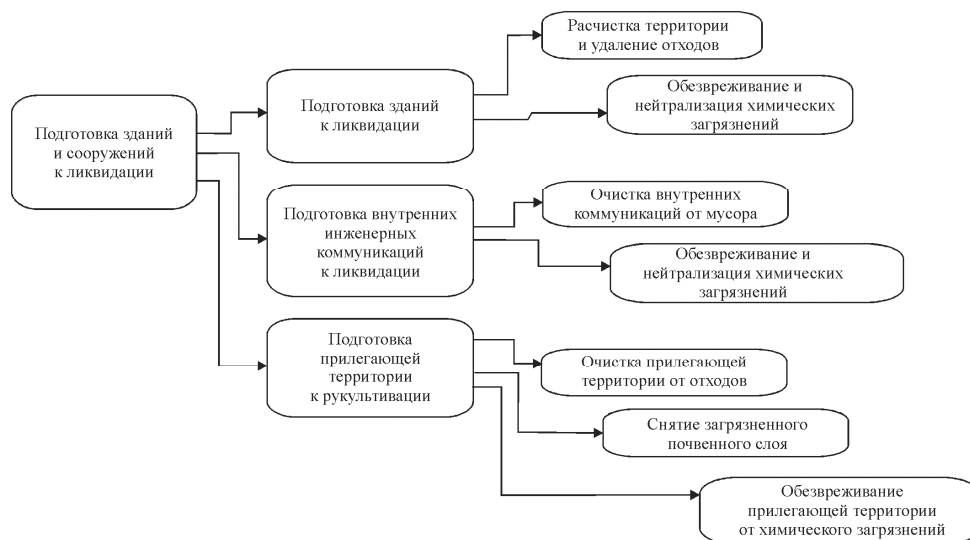 Расчистка территории
и удаление отходов
Подготовка зданий
к ликвидации
Обезвреживание и
нейтрализация химических
загрязнений
Подготовка зданий
и сооружений
к ликвидации
Очистка внутренних
коммуникаций от мусора
Подготовка внутренних
инженерных
коммуникаций
к ликвидации
Обезвреживание и
нейтрализация химических
загрязнений
Подготовка
прилегающей
территории
к рукультивации
Очистка прилегающей
территории от отходов
Снятие загрязненного
почвенного слоя
Обезвреживание
прилегающей территории
от химического загрязнений